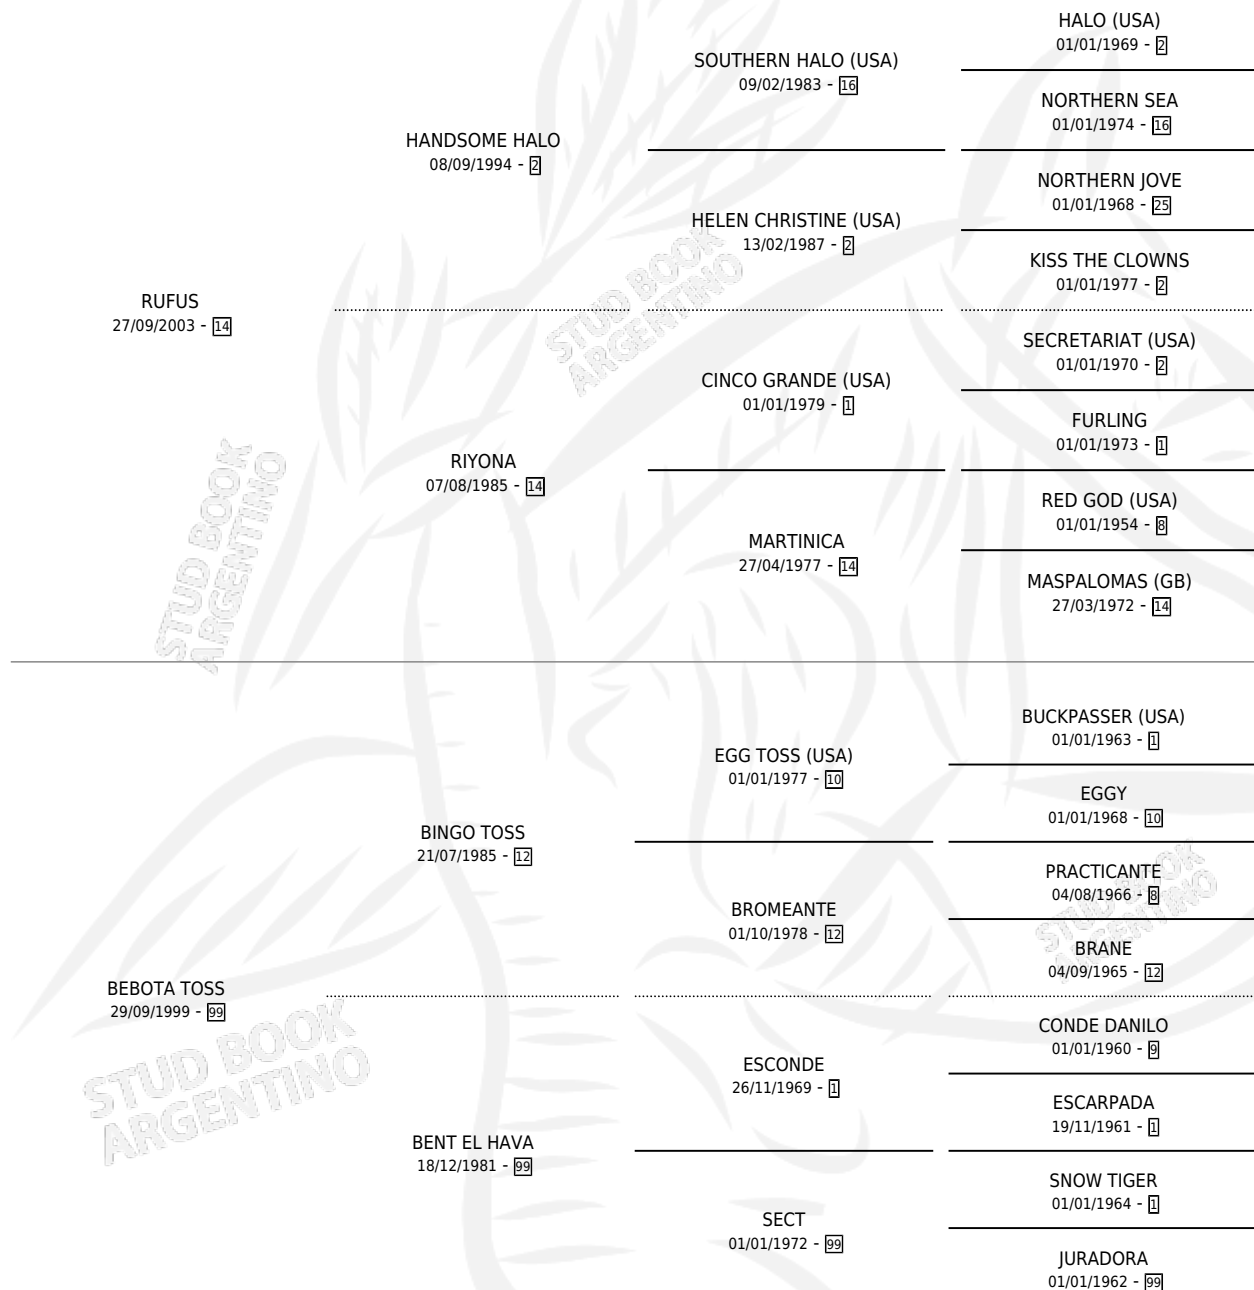 HALO (USA)
01/01/1969 - 2
SOUTHERN HALO (USA)
09/02/1983 - 16
NORTHERN SEA
01/01/1974 - 16
HANDSOME HALO
08/09/1994 - 2
NORTHERN JOVE
01/01/1968 - 25
HELEN CHRISTINE (USA)
13/02/1987 - 2
KISS THE CLOWNS
01/01/1977 - 2
RUFUS
27/09/2003 - 14
SECRETARIAT (USA)
01/01/1970 - 2
CINCO GRANDE (USA)
01/01/1979 - 1
FURLING
01/01/1973 - 1
RIYONA
07/08/1985 - 14
RED GOD (USA)
01/01/1954 - 8
MARTINICA
27/04/1977 - 14
MASPALOMAS (GB)
27/03/1972 - 14
BUCKPASSER (USA)
01/01/1963 - 1
EGG TOSS (USA)
01/01/1977 - 10
EGGY
01/01/1968 - 10
BINGO TOSS
21/07/1985 - 12
PRACTICANTE
04/08/1966 - 8
BROMEANTE
01/10/1978 - 12
BRANE
04/09/1965 - 12
BEBOTA TOSS
29/09/1999 - 99
CONDE DANILO
01/01/1960 - 9
ESCONDE
26/11/1969 - 1
ESCARPADA
19/11/1961 - 1
BENT EL HAVA
18/12/1981 - 99
SNOW TIGER
01/01/1964 - 1
SECT
01/01/1972 - 99
JURADORA
01/01/1962 - 99
STUD BOOK
ARGENTINO
STUD BOOK
ARGENTINO
STUD BOOK
ARGENTINO
STUD BOOK
ARGENTINO